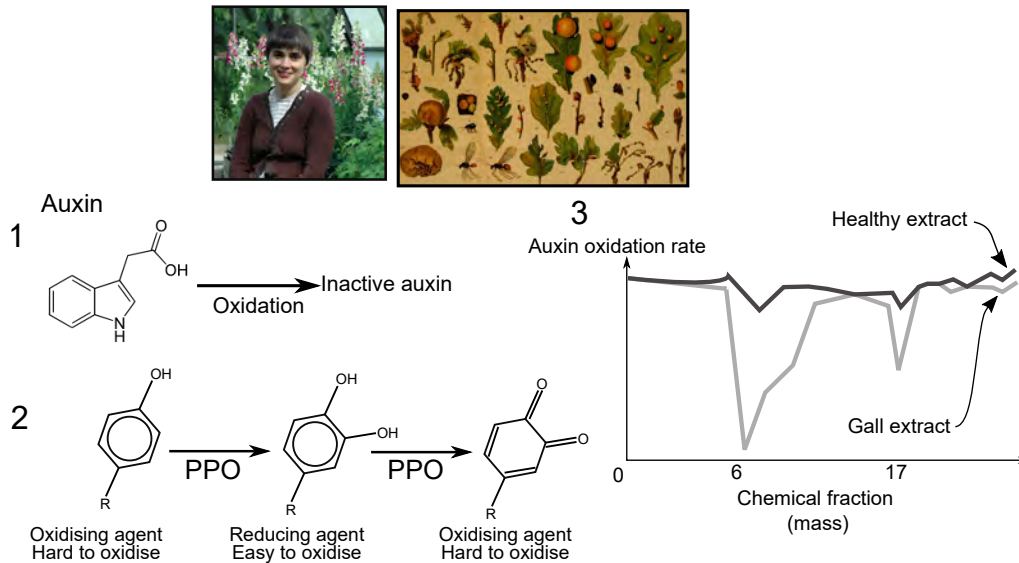 Auxin
1
O
OH
N
H
Oxidation
Inactive auxin
2
OH
R
PPO
OH
OH
R
PPO
O
O
R
Oxidising agent
Hard to oxidise
Reducing agent
Easy to oxidise
Oxidising agent
Hard to oxidise
3
Auxin oxidation rate
Healthy extract
Gall extract
0
6
17
Chemical fraction
(mass)